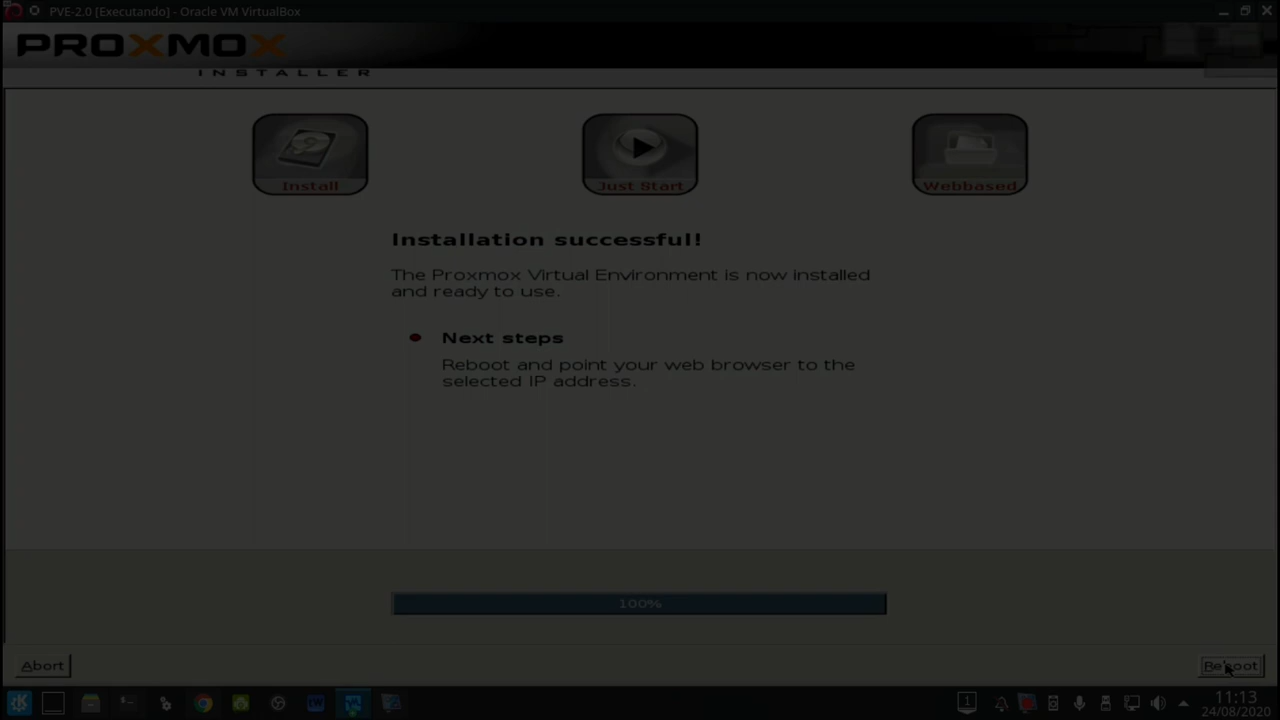 PVE-2.0 [Executando] - Oracle VM VirtualBox
PROXMOX
INSTALLER
Install
Just Start
Webbased
Installation successful!
The Proxmox Virtual Environment is now installed
and ready to use.
Next steps
Reboot and point your web browser to the
selected IP address.
100%
Abort
Reboot
1
11:13
24/08/2020